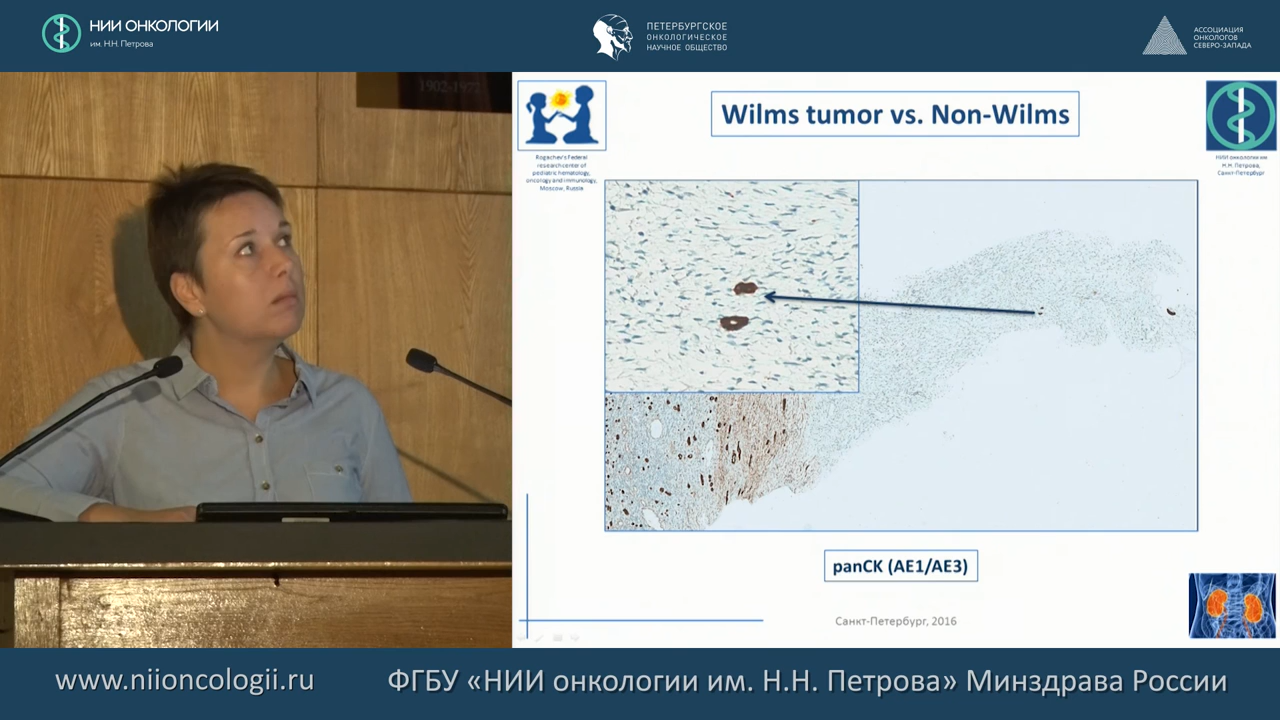 НИИ ОНКОЛОГИИ
им. Н.Н. Петрова
ПЕТЕРБУРГСКОЕ
ОНКОЛОГИЧЕСКОЕ
НАУЧНОЕ ОБЩЕСТВО
АССОЦИАЦИЯ
ОНКОЛОГОВ
СЕВЕРО-ЗАПАДА
1902-1977
Wilms tumor vs. Non-Wilms
Rogachev's Federal
research center of
pediatric hematology,
oncology and immunology,
Moscow, Russia
НИИ онкологии им
Н.Н. Петрова,
Санкт-Петербург
panCK (AE1/AE3)
Санкт-Петербург, 2016
www.niioncologii.ru
ФГБУ «НИИ онкологии им. Н.Н. Петрова» Минздрава России